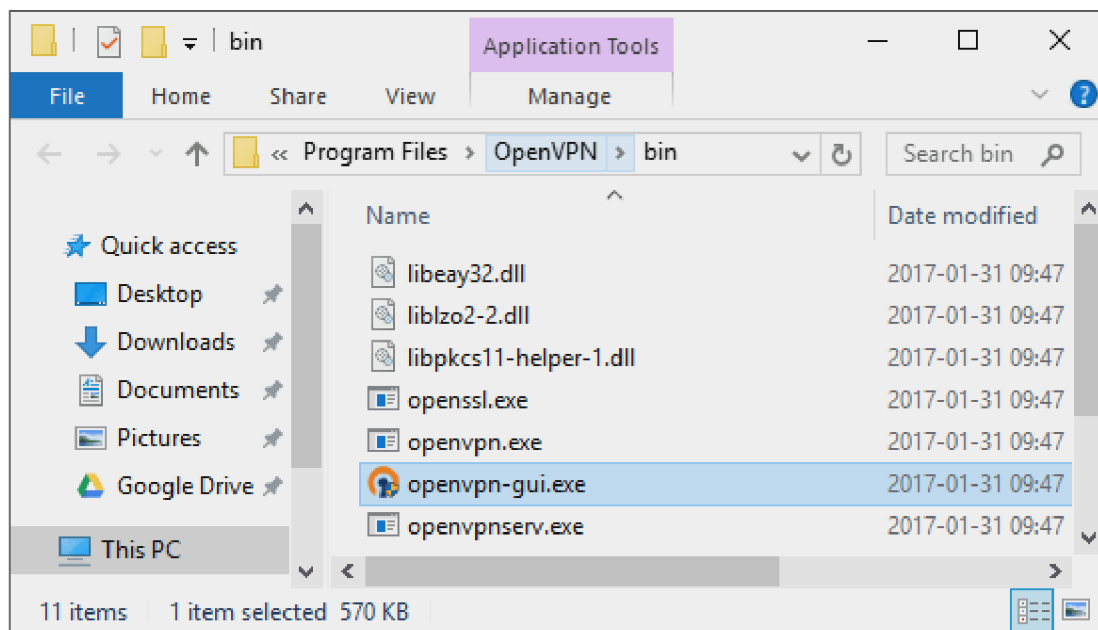 bin
Application Tools
File Home Share View Manage
« Program Files > OpenVPN > bin
Search bin
Name Date modified
Quick access
Desktop
Downloads
Documents
Pictures
Google Drive
This PC
libeay32.dll 2017-01-31 09:47
liblzo2-2.dll 2017-01-31 09:47
libpkcs11-helper-1.dll 2017-01-31 09:47
openssl.exe 2017-01-31 09:47
openvpn.exe 2017-01-31 09:47
openvpn-gui.exe 2017-01-31 09:47
openvpnserv.exe 2017-01-31 09:47
11 items 1 item selected 570 KB